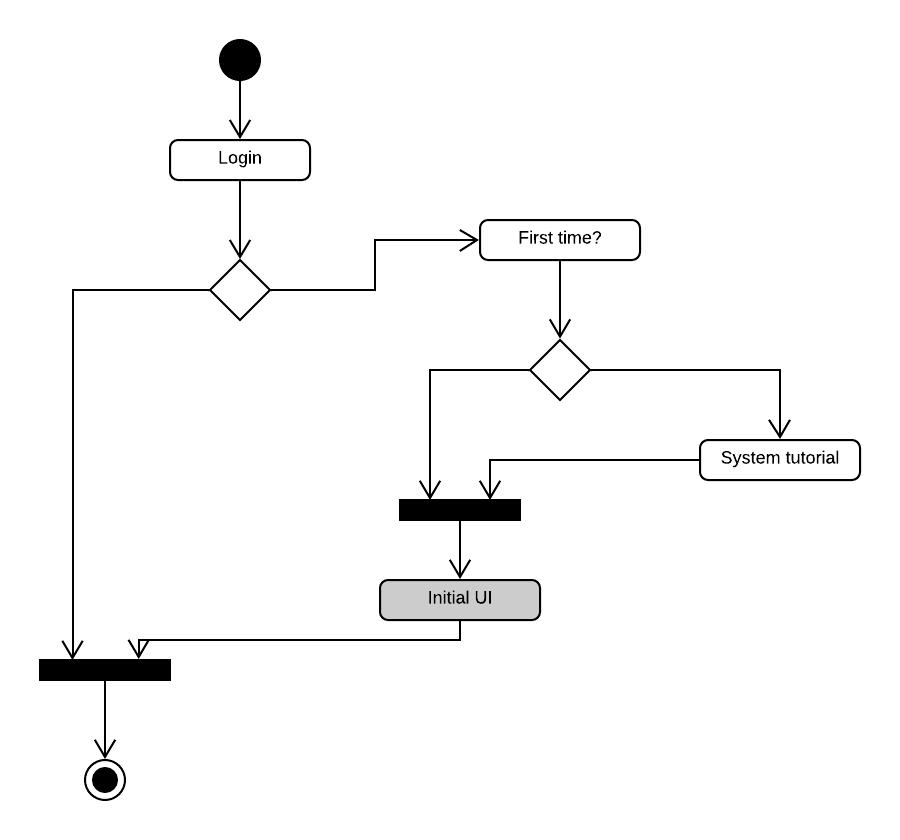 Login
First time?
System tutorial
Initial UI